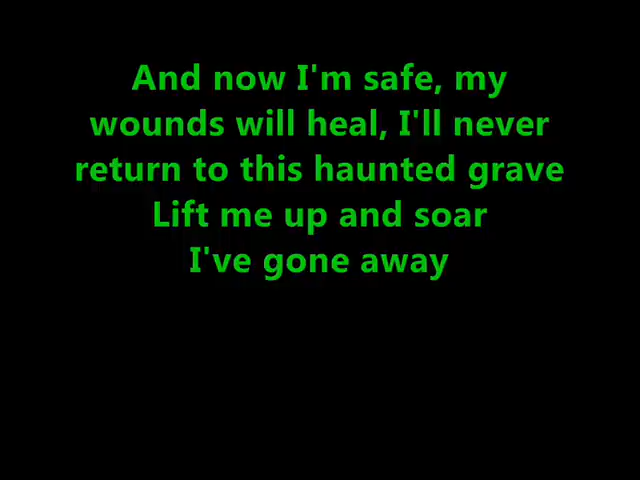 And now I'm safe, my
wounds will heal, I'll never
return to this haunted grave
Lift me up and soar
I've gone away